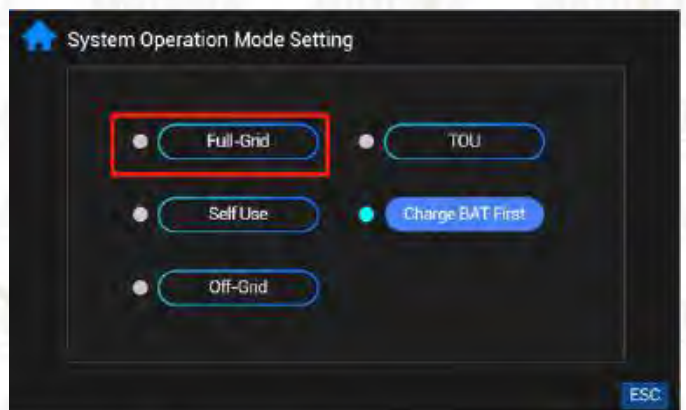 System Operation Mode Setting
Full-Grid
TOU
Self Use
Charge BAT First
Off-Grid
ESC